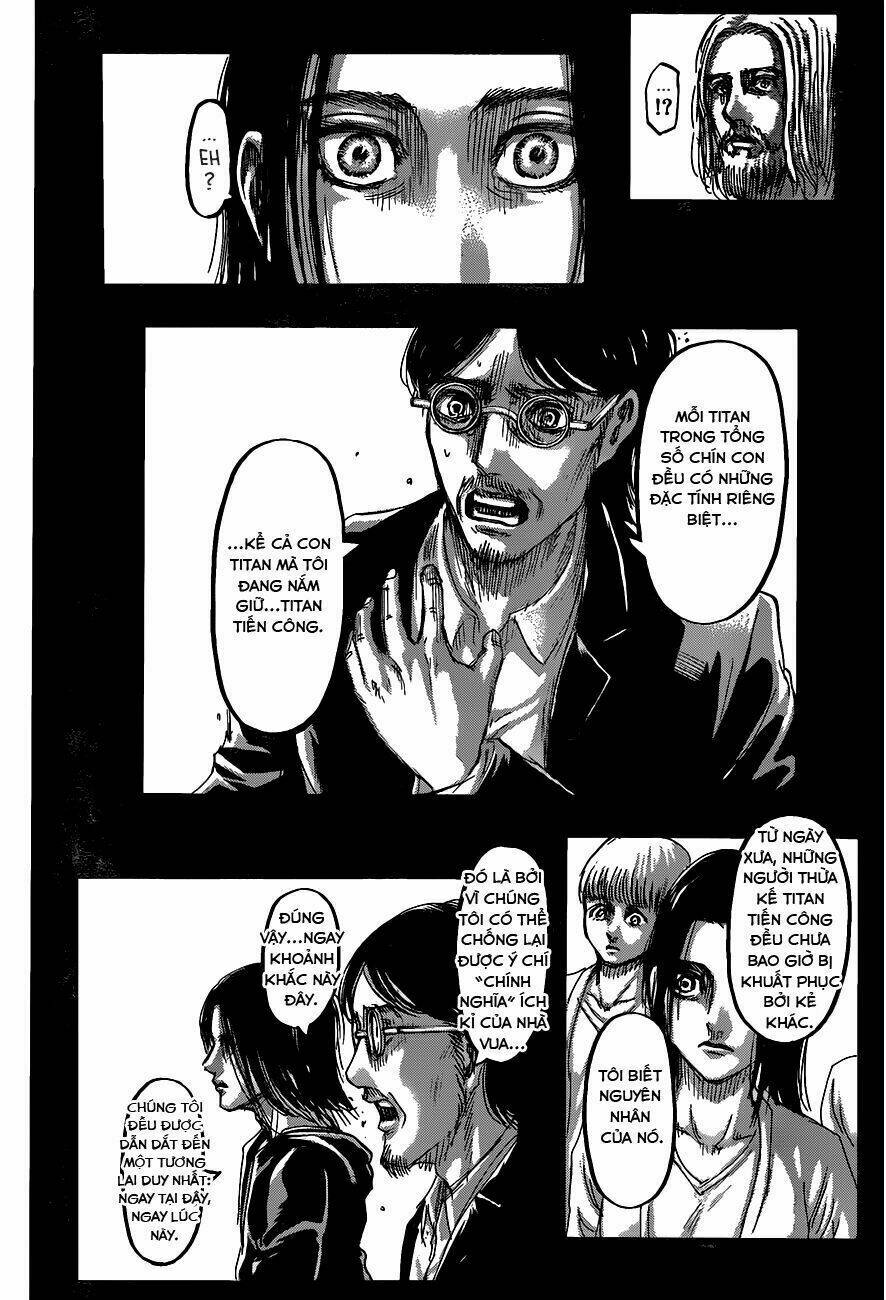 ...
!?
...
EH
?
MỖI TITAN
TRONG TỔNG
SỐ CHÍN CON
ĐỀU CÓ NHỮNG
ĐẶC TÍNH RIÊNG
BIỆT...
...KỂ CẢ CON
TITAN MÀ TÔI
ĐANG NẮM
GIỮ...TITAN
TIẾN CÔNG.
TỪ NGÀY
XƯA, NHỮNG
NGƯỜI THỪA
KẾ TITAN
TIẾN CÔNG
ĐỀU CHƯA
BAO GIỜ BỊ
KHUẤT PHỤC
BỞI KẺ
KHÁC.
TÔI BIẾT
NGUYÊN
NHÂN
CỦA NÓ.
ĐÓ LÀ BỞI
VÌ CHÚNG
TÔI CÓ THỂ
CHỐNG LẠI
ĐƯỢC Ý CHÍ
"CHÍNH
NGHĨA" ÍCH
KỈ CỦA NHÀ
VUA...
ĐÚNG
VẬY...NGAY
KHOẢNH
KHẮC NÀY
ĐÂY.
CHÚNG TÔI
ĐỀU ĐƯỢC
DẪN DẮT ĐẾN
MỘT TƯƠNG
LAI DUY NHẤT:
NGAY TẠI ĐÂY,
NGAY LÚC
NÀY.